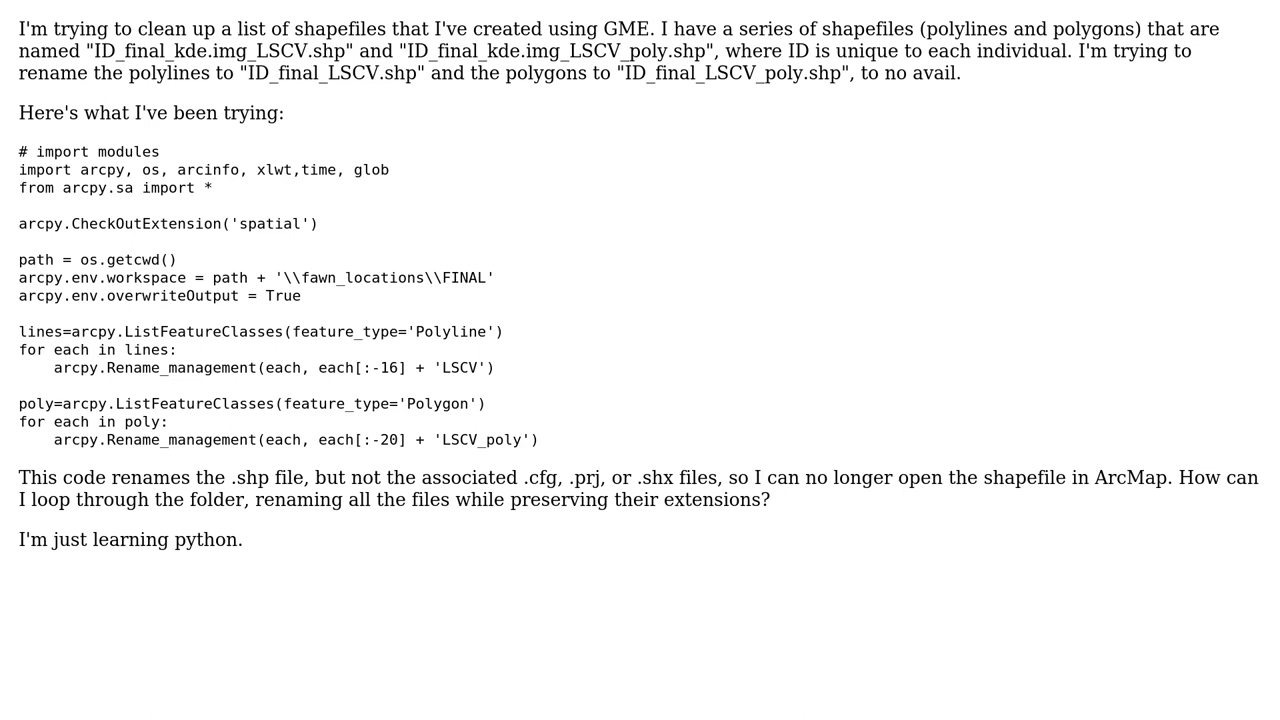 I'm trying to clean up a list of shapefiles that I've created using GME. I have a series of shapefiles (polylines and polygons) that are
named "ID_final_kde.img_LSCV.shp" and "ID_final_kde.img_LSCV_poly.shp", where ID is unique to each individual. I'm trying to
rename the polylines to "ID_final_LSCV.shp" and the polygons to "ID_final_LSCV_poly.shp", to no avail.
Here's what I've been trying:
# import modules
import arcpy, os, arcinfo, xlwt,time, glob
from arcpy.sa import *
arcpy.CheckOutExtension('spatial')
path = os.getcwd()
arcpy.env.workspace = path + '\\fawn_locations\\FINAL'
arcpy.env.overwriteOutput = True
lines=arcpy.ListFeatureClasses(feature_type='Polyline')
for each in lines:
    arcpy.Rename_management(each, each[:-16] + 'LSCV')
poly=arcpy.ListFeatureClasses(feature_type='Polygon')
for each in poly:
    arcpy.Rename_management(each, each[:-20] + 'LSCV_poly')
This code renames the .shp file, but not the associated .cfg, .prj, or .shx files, so I can no longer open the shapefile in ArcMap. How can
I loop through the folder, renaming all the files while preserving their extensions?
I'm just learning python.